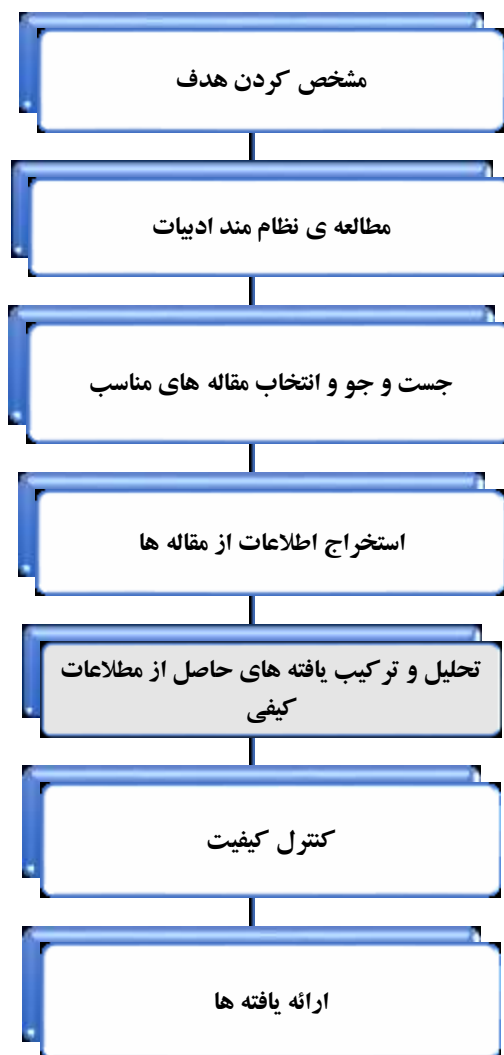 مشخص کردن هدف
مطالعه ی نظام مند ادبیات
جست و جو و انتخاب مقاله های مناسب
استخراج اطلاعات از مقاله ها
تحلیل و ترکیب یافته های حاصل از مطلاعات
کیفی
کنترل کیفیت
ارائه یافته ها